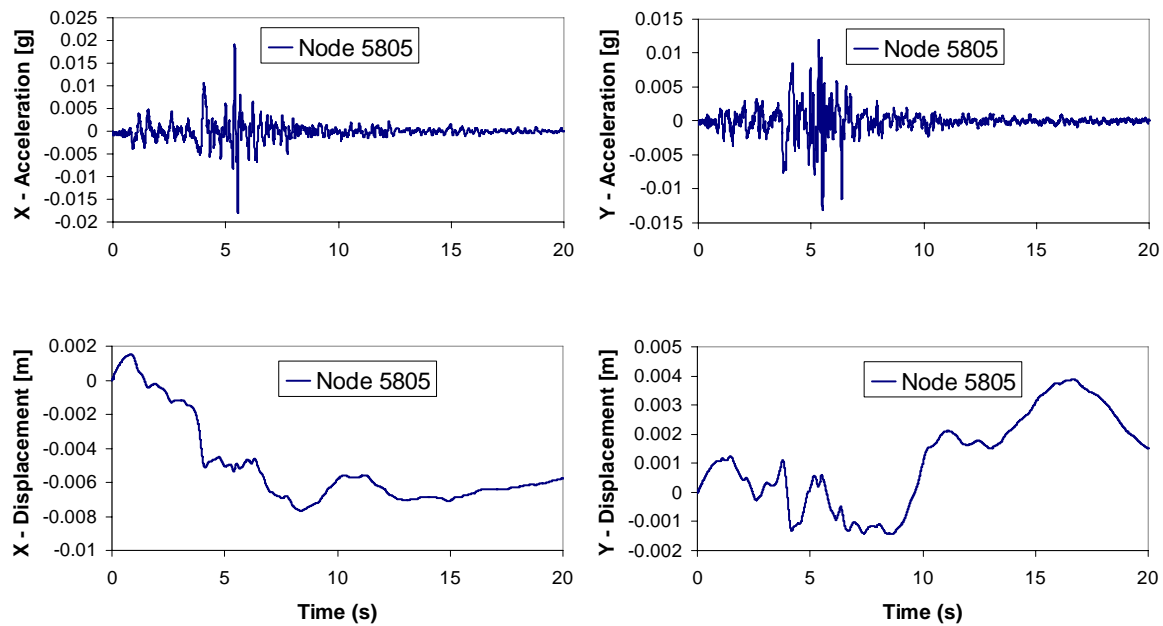 X - Acceleration [g]
0.025
0.02
0.015
0.01
0.005
0
-0.005
-0.01
-0.015
-0.02
Node 5805
0 5 10 15 20
Y - Acceleration [g]
0.015
0.01
0.005
0
-0.005
-0.01
-0.015
Node 5805
0 5 10 15 20
X - Displacement [m]
0.002
0
-0.002
-0.004
-0.006
-0.008
-0.01
Node 5805
0 5 10 15 20
Time (s)
Y - Displacement [m]
0.005
0.004
0.003
0.002
0.001
0
-0.001
-0.002
Node 5805
0 5 10 15 20
Time (s)